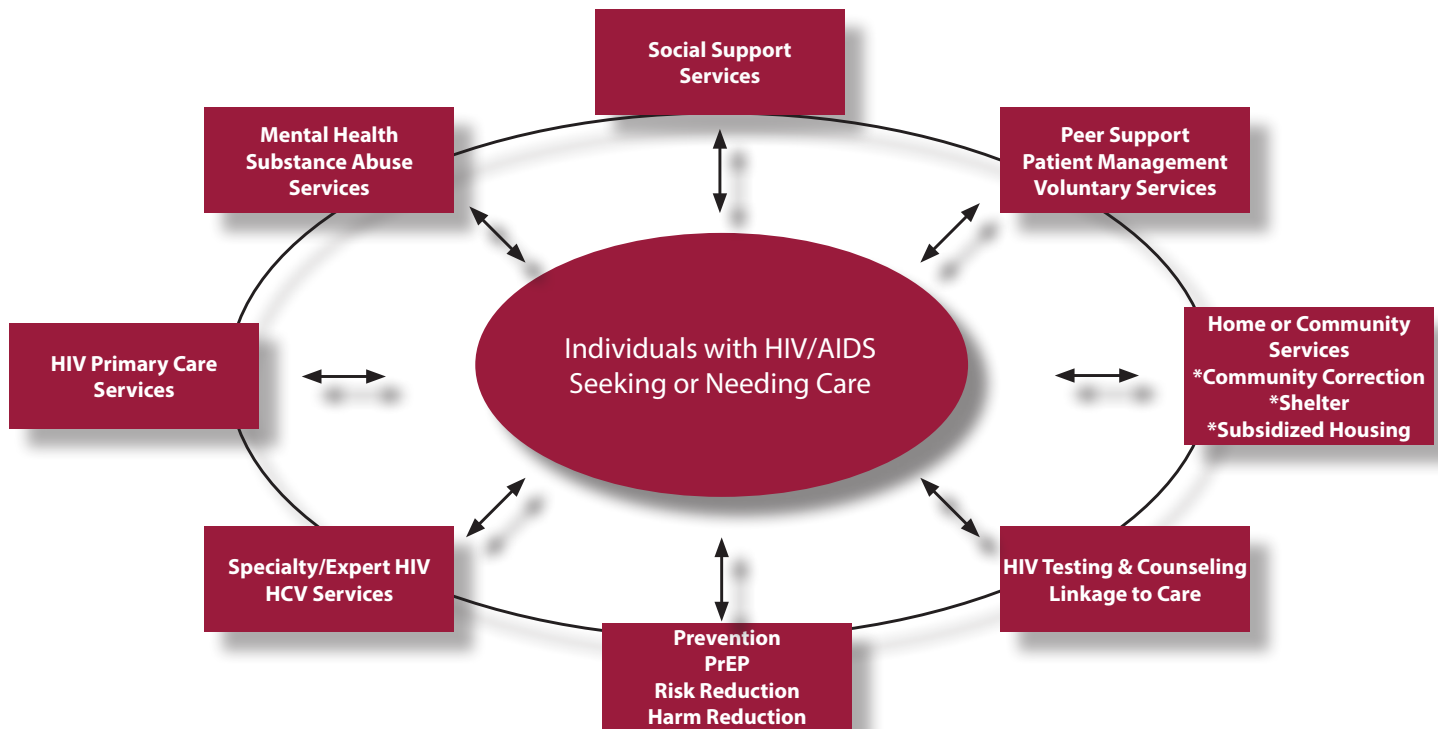 Social Support
Services
Mental Health
Substance Abuse
Services
Peer Support
Patient Management
Voluntary Services
HIV Primary Care
Services
Individuals with HIV/AIDS
Seeking or Needing Care
Home or Community
Services
*Community Correction
*Shelter
*Subsidized Housing
Specialty/Expert HIV
HCV Services
HIV Testing & Counseling
Linkage to Care
Prevention
PrEP
Risk Reduction
Harm Reduction